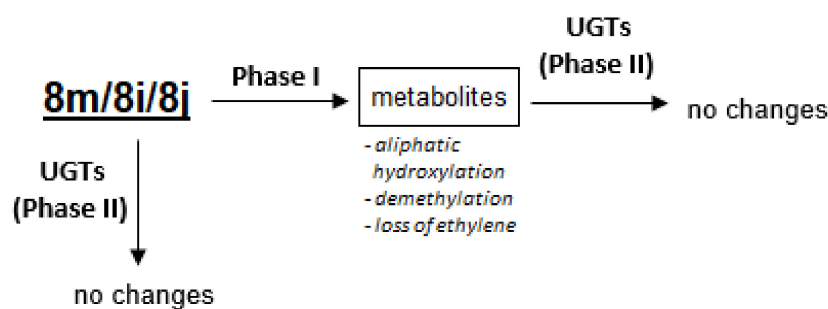 8m/8i/8j
Phase I
metabolites
- aliphatic
hydroxylation
- demethylation
- loss of ethylene
UGTs
(Phase II)
no changes
UGTs
(Phase II)
no changes